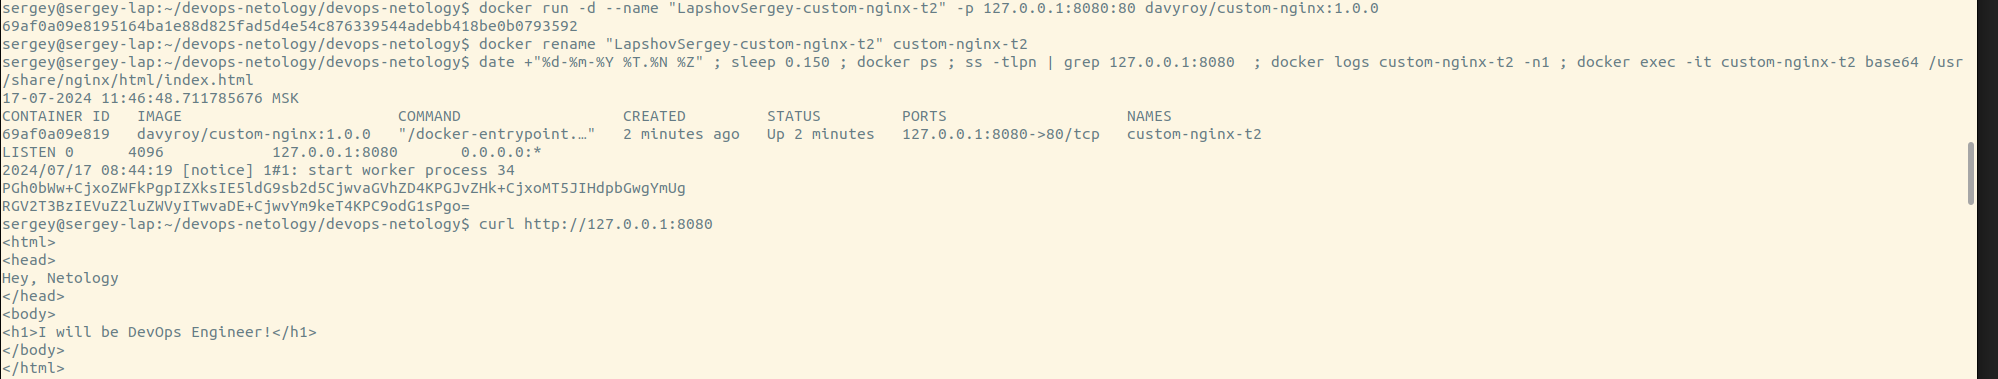 sergey@sergey-lap:~/devops-netology/devops-netology$ docker run -d --name "LapshovSergey-custom-nginx-t2" -p 127.0.0.1:8080:80 davyroy/custom-nginx:1.0.0
69af0a09e8195164ba1e88d825fad5d4e54c876339544adebb418be0b0793592
sergey@sergey-lap:~/devops-netology/devops-netology$ docker rename "LapshovSergey-custom-nginx-t2" custom-nginx-t2
sergey@sergey-lap:~/devops-netology/devops-netology$ date +"%d-%m-%Y %T.%N %Z" ; sleep 0.150 ; docker ps ; ss -tlpn | grep 127.0.0.1:8080  ; docker logs custom-nginx-t2 -n1 ; docker exec -it custom-nginx-t2 base64 /usr
/share/nginx/html/index.html
17-07-2024 11:46:48.711785676 MSK
CONTAINER ID   IMAGE                        COMMAND                  CREATED         STATUS         PORTS                    NAMES
69af0a09e819   davyroy/custom-nginx:1.0.0   "/docker-entrypoint.…"   2 minutes ago   Up 2 minutes   127.0.0.1:8080->80/tcp   custom-nginx-t2
LISTEN 0      4096            127.0.0.1:8080       0.0.0.0:*
2024/07/17 08:44:19 [notice] 1#1: start worker process 34
PGh0bWw+CjxoZWFkPgpIZXksIE5ldG9sb2d5CjwvaGVhZD4KPGJvZHk+CjxoMT5JIHdpbGwgYmUg
RGV2T3BzIEVuZ2luZWVyITwvaDE+CjwvYm9keT4KPC9odG1sPgo=
sergey@sergey-lap:~/devops-netology/devops-netology$ curl http://127.0.0.1:8080
<html>
<head>
Hey, Netology
</head>
<body>
<h1>I will be DevOps Engineer!</h1>
</body>
</html>